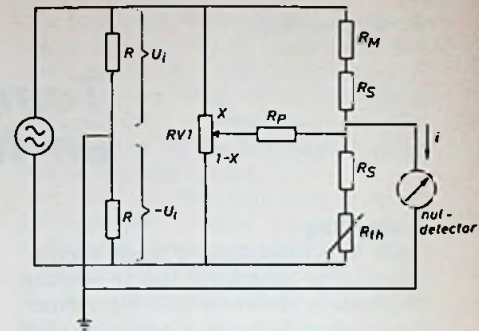 R
U_i
R
-U_i
X
RV1
1-X
R_P
R_M
R_S
R_S
R_th
i
nul-
detector